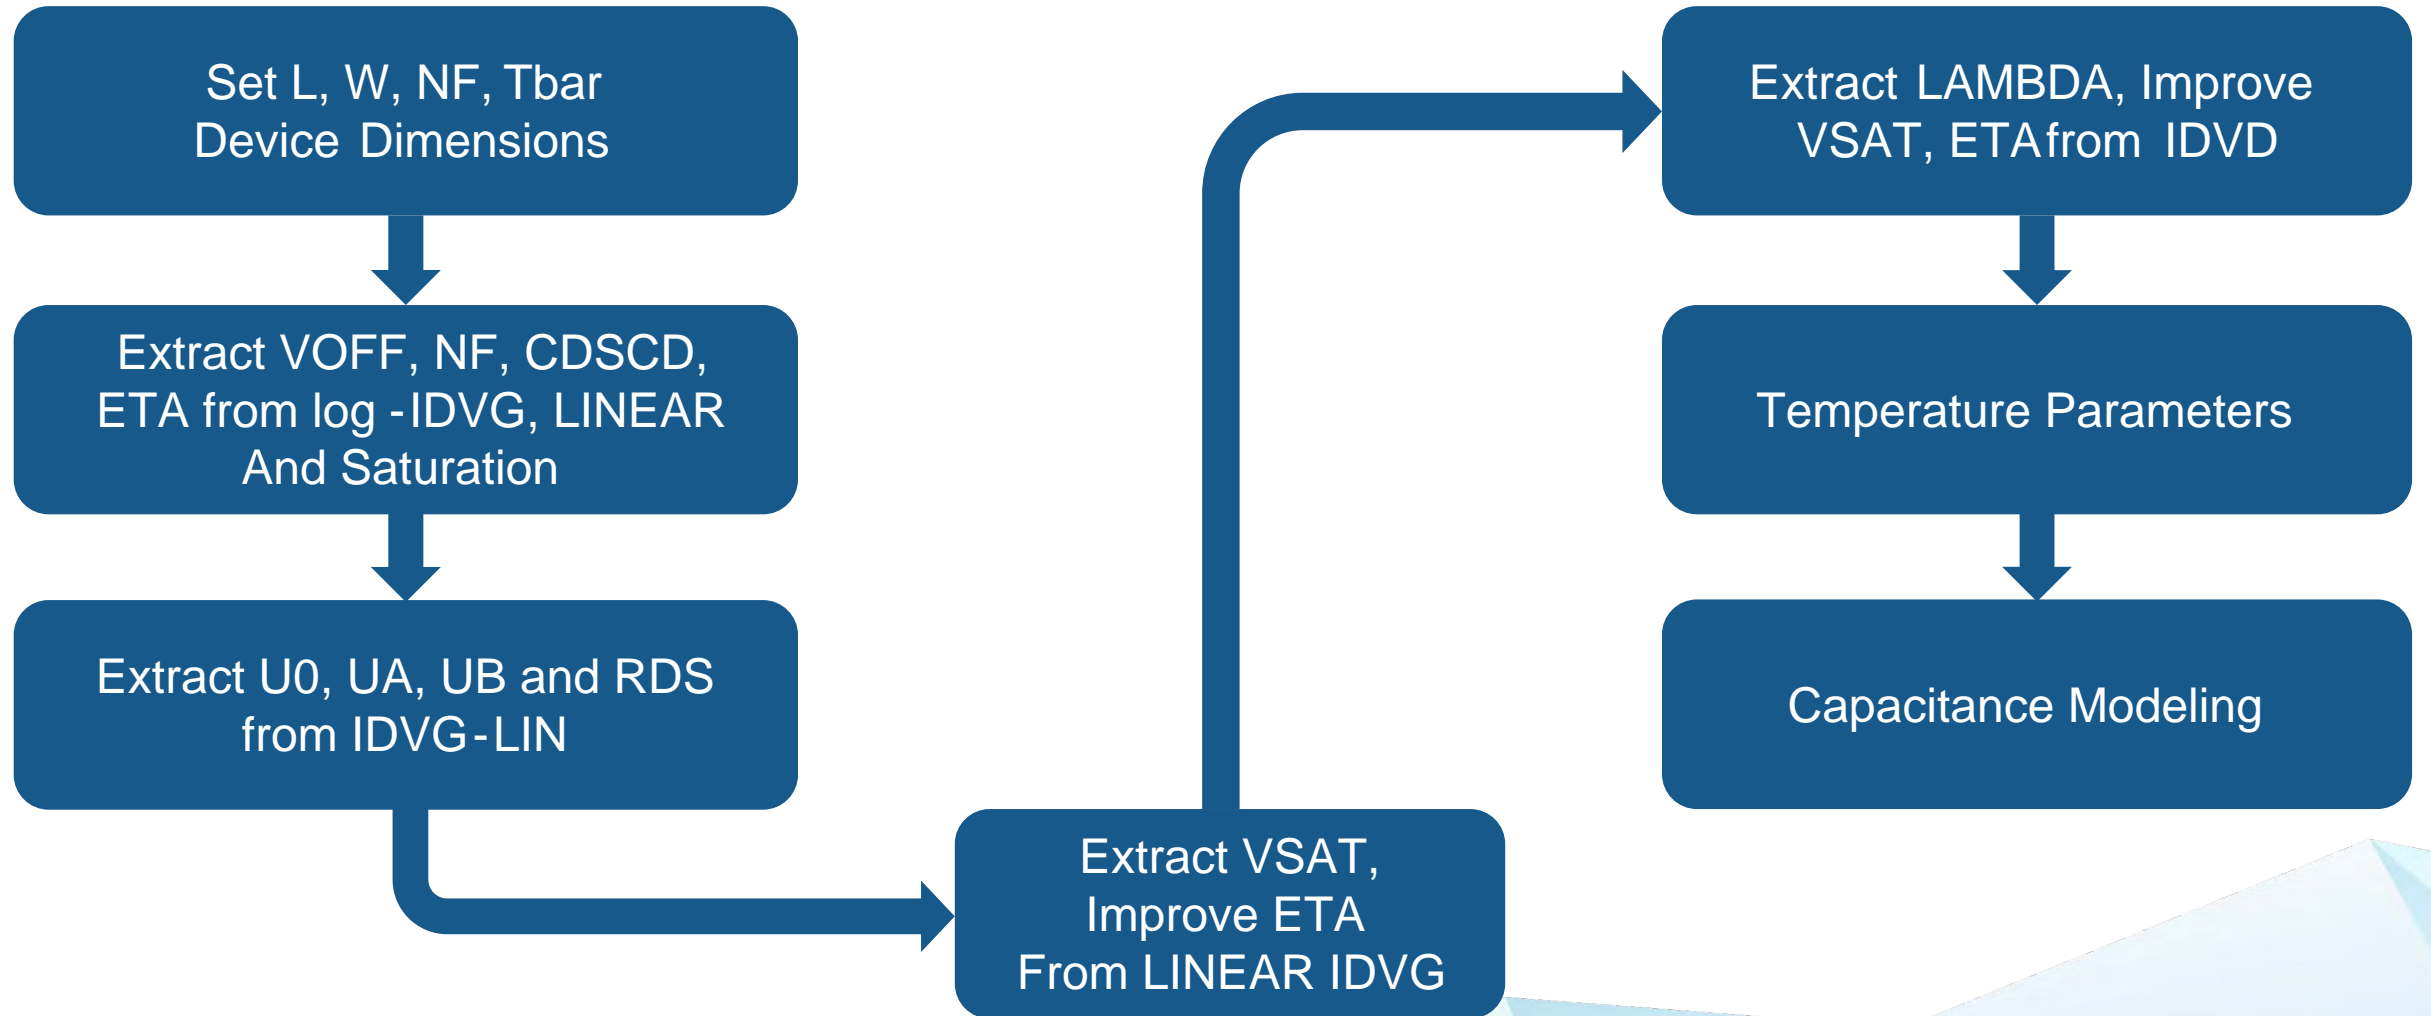 Set L, W, NF, Tbar
Device Dimensions
Extract VOFF, NF, CDSCD,
ETA from log -IDVG, LINEAR
And Saturation
Extract U0, UA, UB and RDS
from IDVG-LIN
Extract VSAT,
Improve ETA
From LINEAR IDVG
Extract LAMBDA, Improve
VSAT, ETA from IDVD
Temperature Parameters
Capacitance Modeling